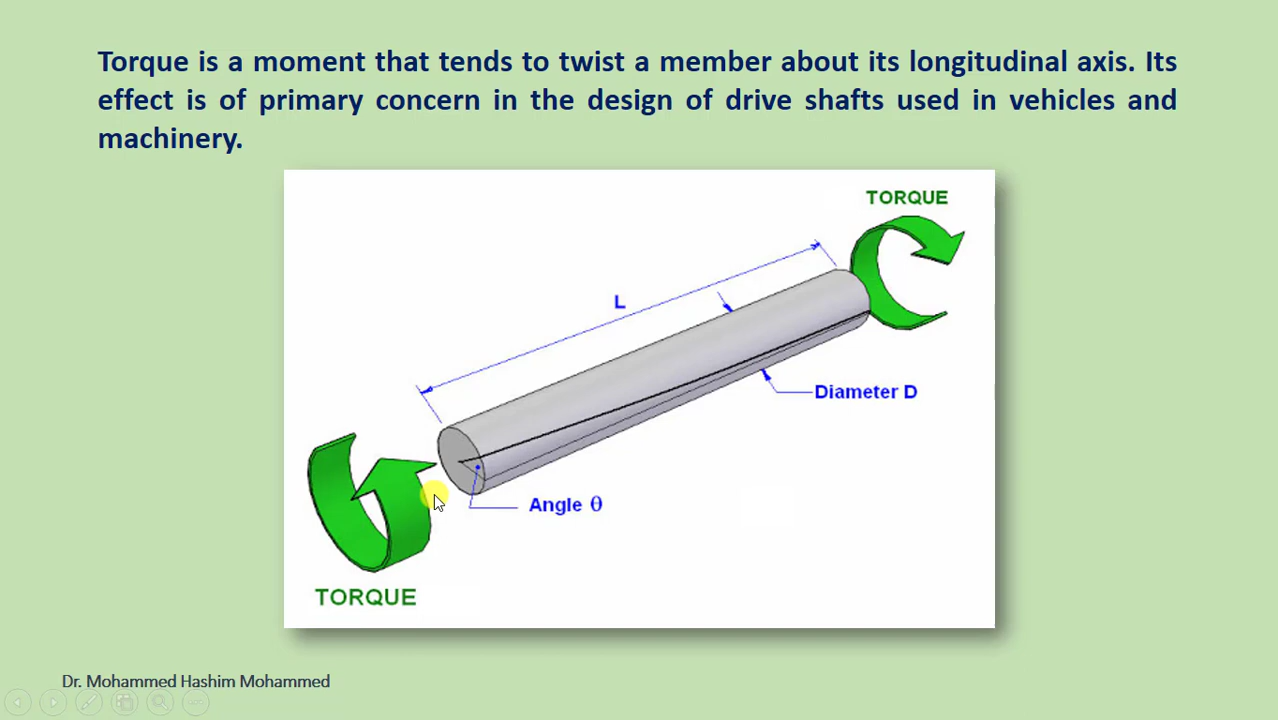 Torque is a moment that tends to twist a member about its longitudinal axis. Its
effect is of primary concern in the design of drive shafts used in vehicles and
machinery.
TORQUE
L
Diameter D
Angle θ
TORQUE
Dr. Mohammed Hashim Mohammed